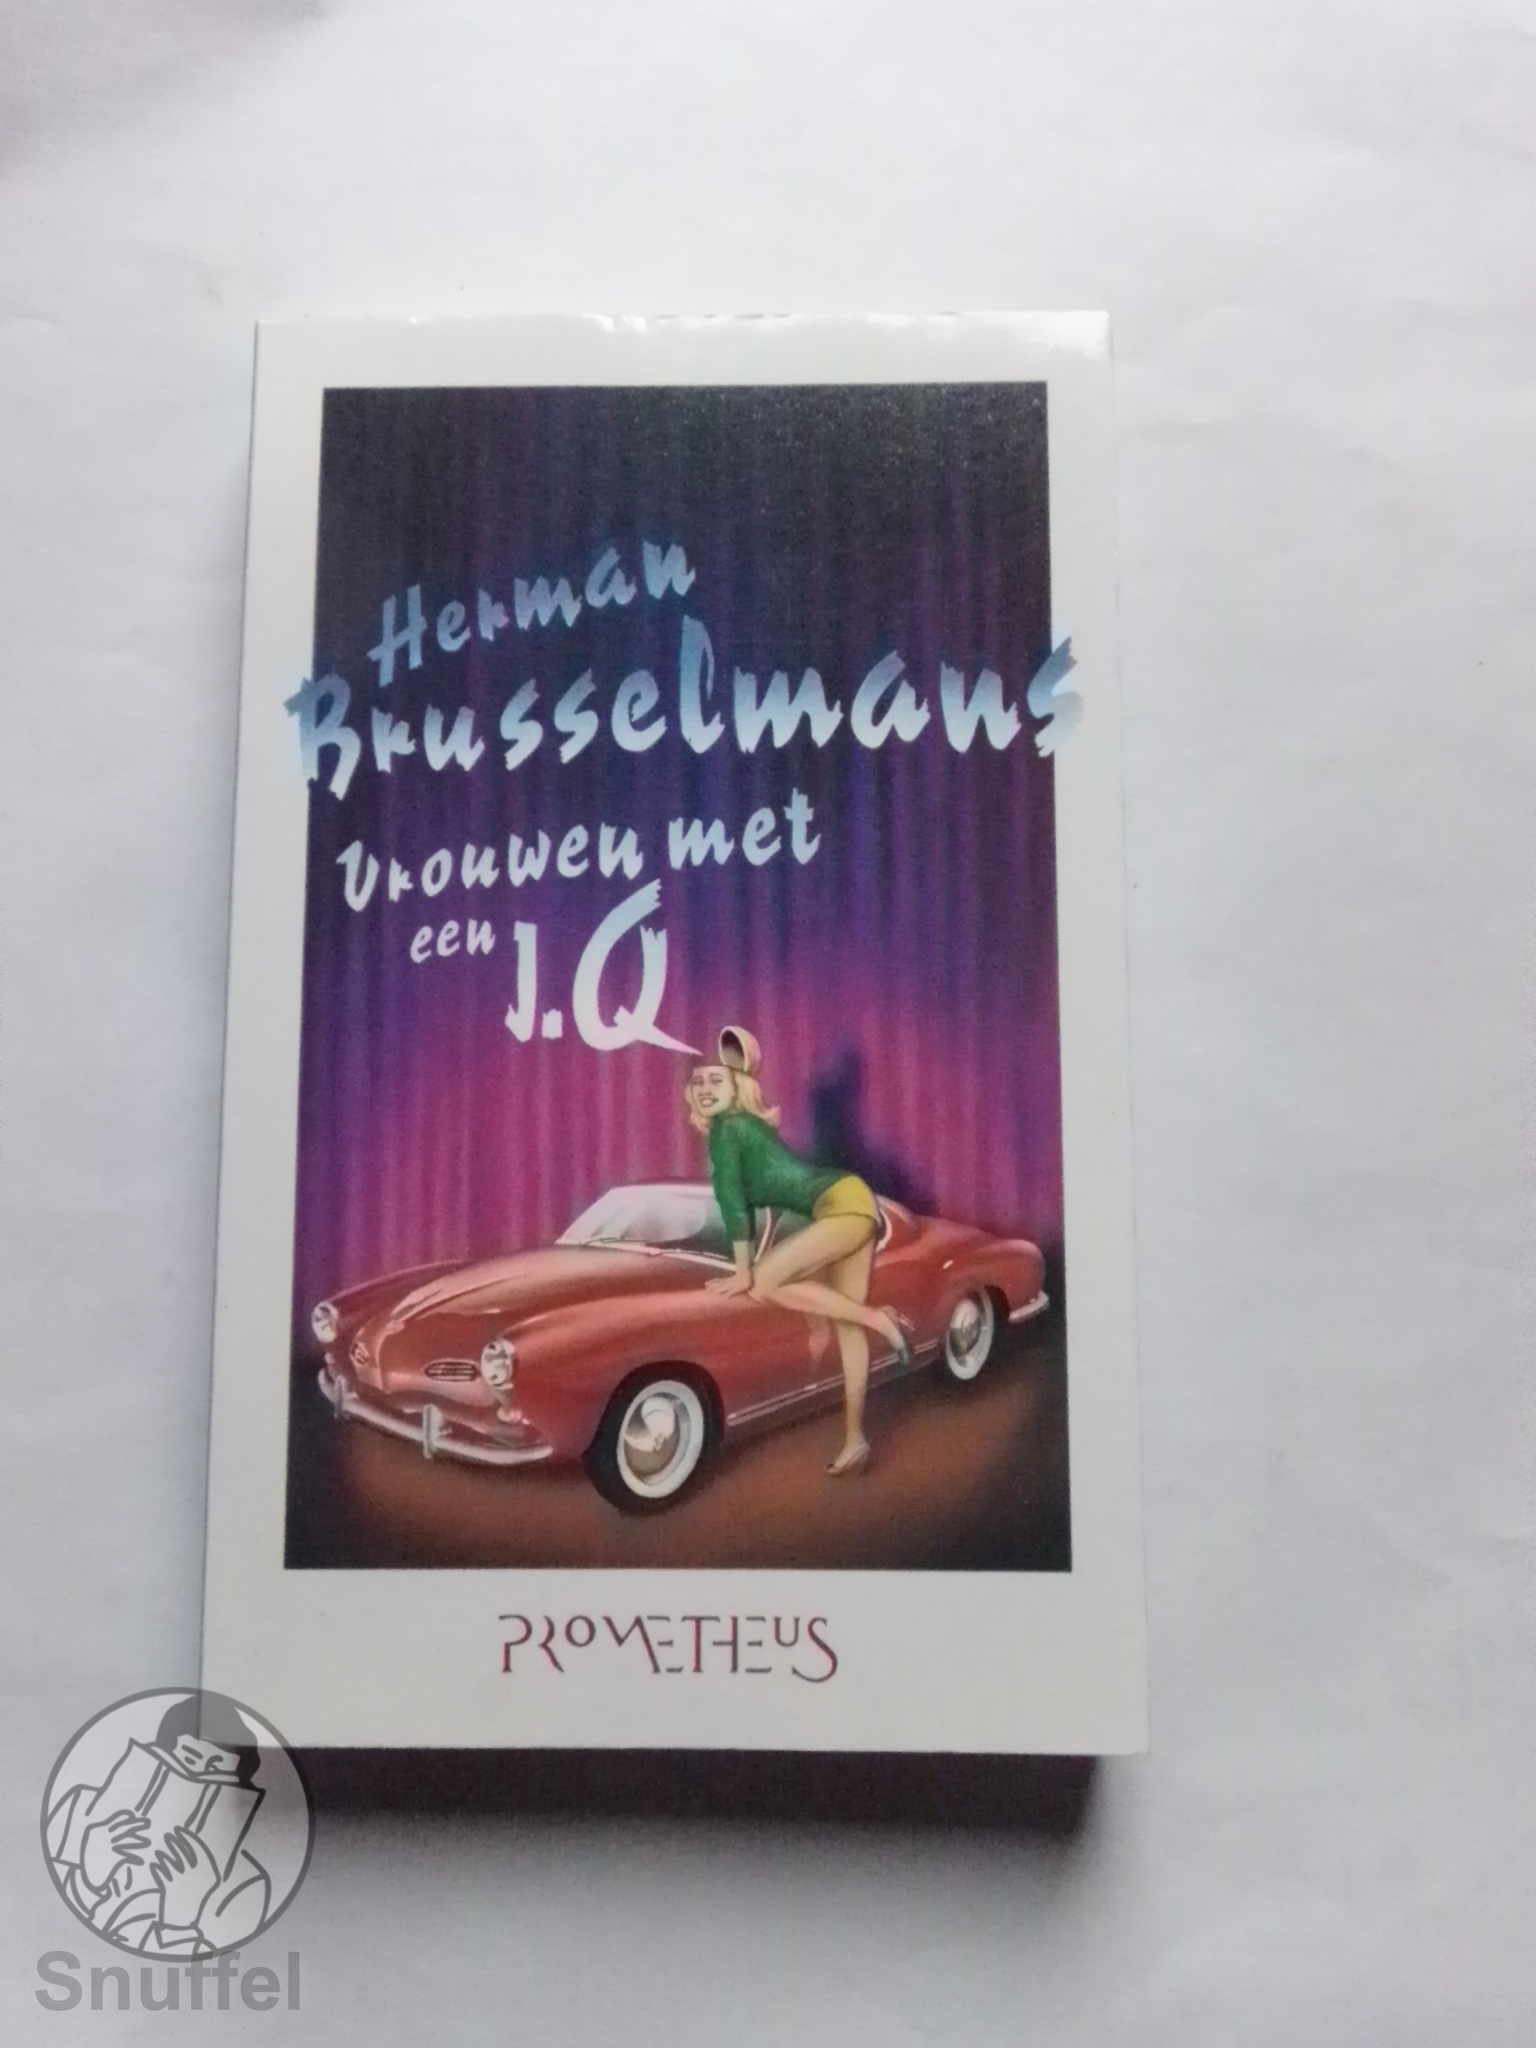 Herman
Brusselmans
Vrouwen met
een I.Q
PROMETHEUS
Snuffel